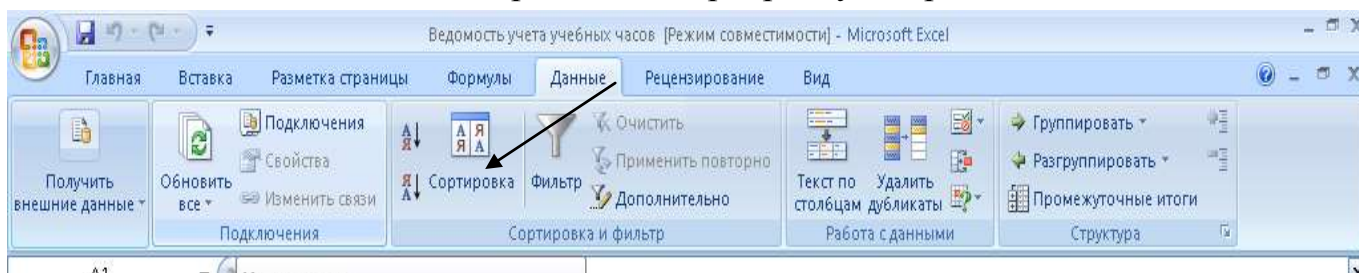 Ведомость учета учебных часов [Режим совместимости] - Microsoft Excel
Главная Вставка Разметка страницы Формулы Данные Рецензирование Вид
Получить внешние данные
Обновить все
Подключения
Свойства
Изменить связи
Подключения
Сортировка
Фильтр
Очистить
Применить повторно
Дополнительно
Сортировка и фильтр
Текст по столбцам
Удалить дубликаты
Работа с данными
Группировать
Разгруппировать
Промежуточные итоги
Структура